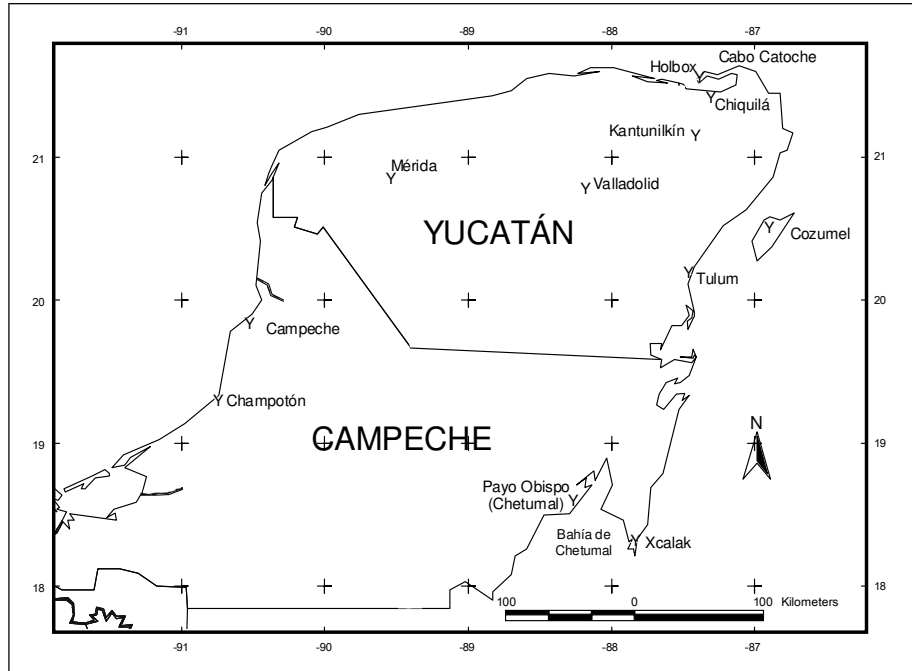 -91 -90 -89 -88 -87
Cabo Catoche
Holbox
Y
Y Chiquilá
Kantunilkín Y
21 21
Mérida
Y
Y Valladolid
YUCATÁN
Y
Cozumel
Y
Tulum
20 20
Y Campeche
Y Champotón
19 19
CAMPECHE
N
Payo Obispo
(Chetumal) Y
Bahía de
Chetumal
Y Xcalak
18 18
100 0 100 Kilometers
-91 -90 -89 -88 -87